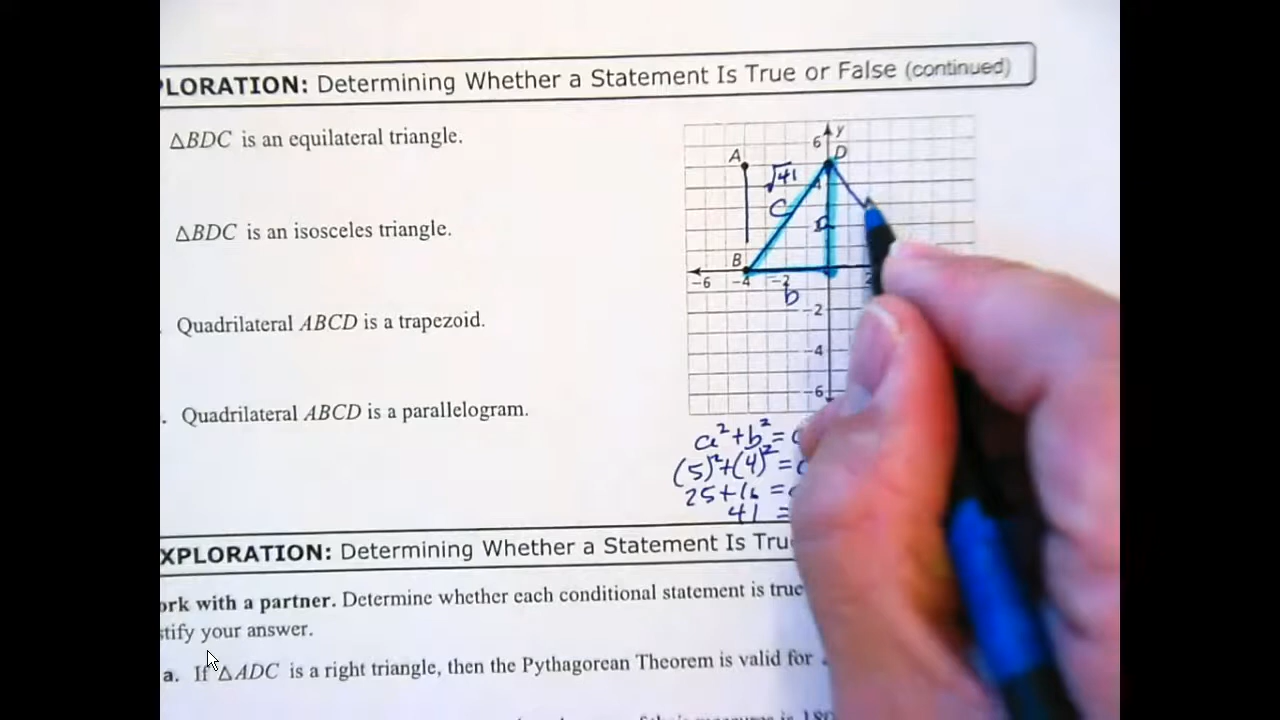 PLORATION: Determining Whether a Statement Is True or False (continued)
△BDC is an equilateral triangle.
△BDC is an isosceles triangle.
. Quadrilateral ABCD is a trapezoid.
. Quadrilateral ABCD is a parallelogram.
y
6
A
D
√41
4
C
B
-6
-4
-2
2
b
-2
-4
-6
a²+b²=
(5)²+(4)²=
25+16=
41 =
XPLORATION: Determining Whether a Statement Is Tru
ork with a partner. Determine whether each conditional statement is true
stify your answer.
a. If △ADC is a right triangle, then the Pythagorean Theorem is valid for